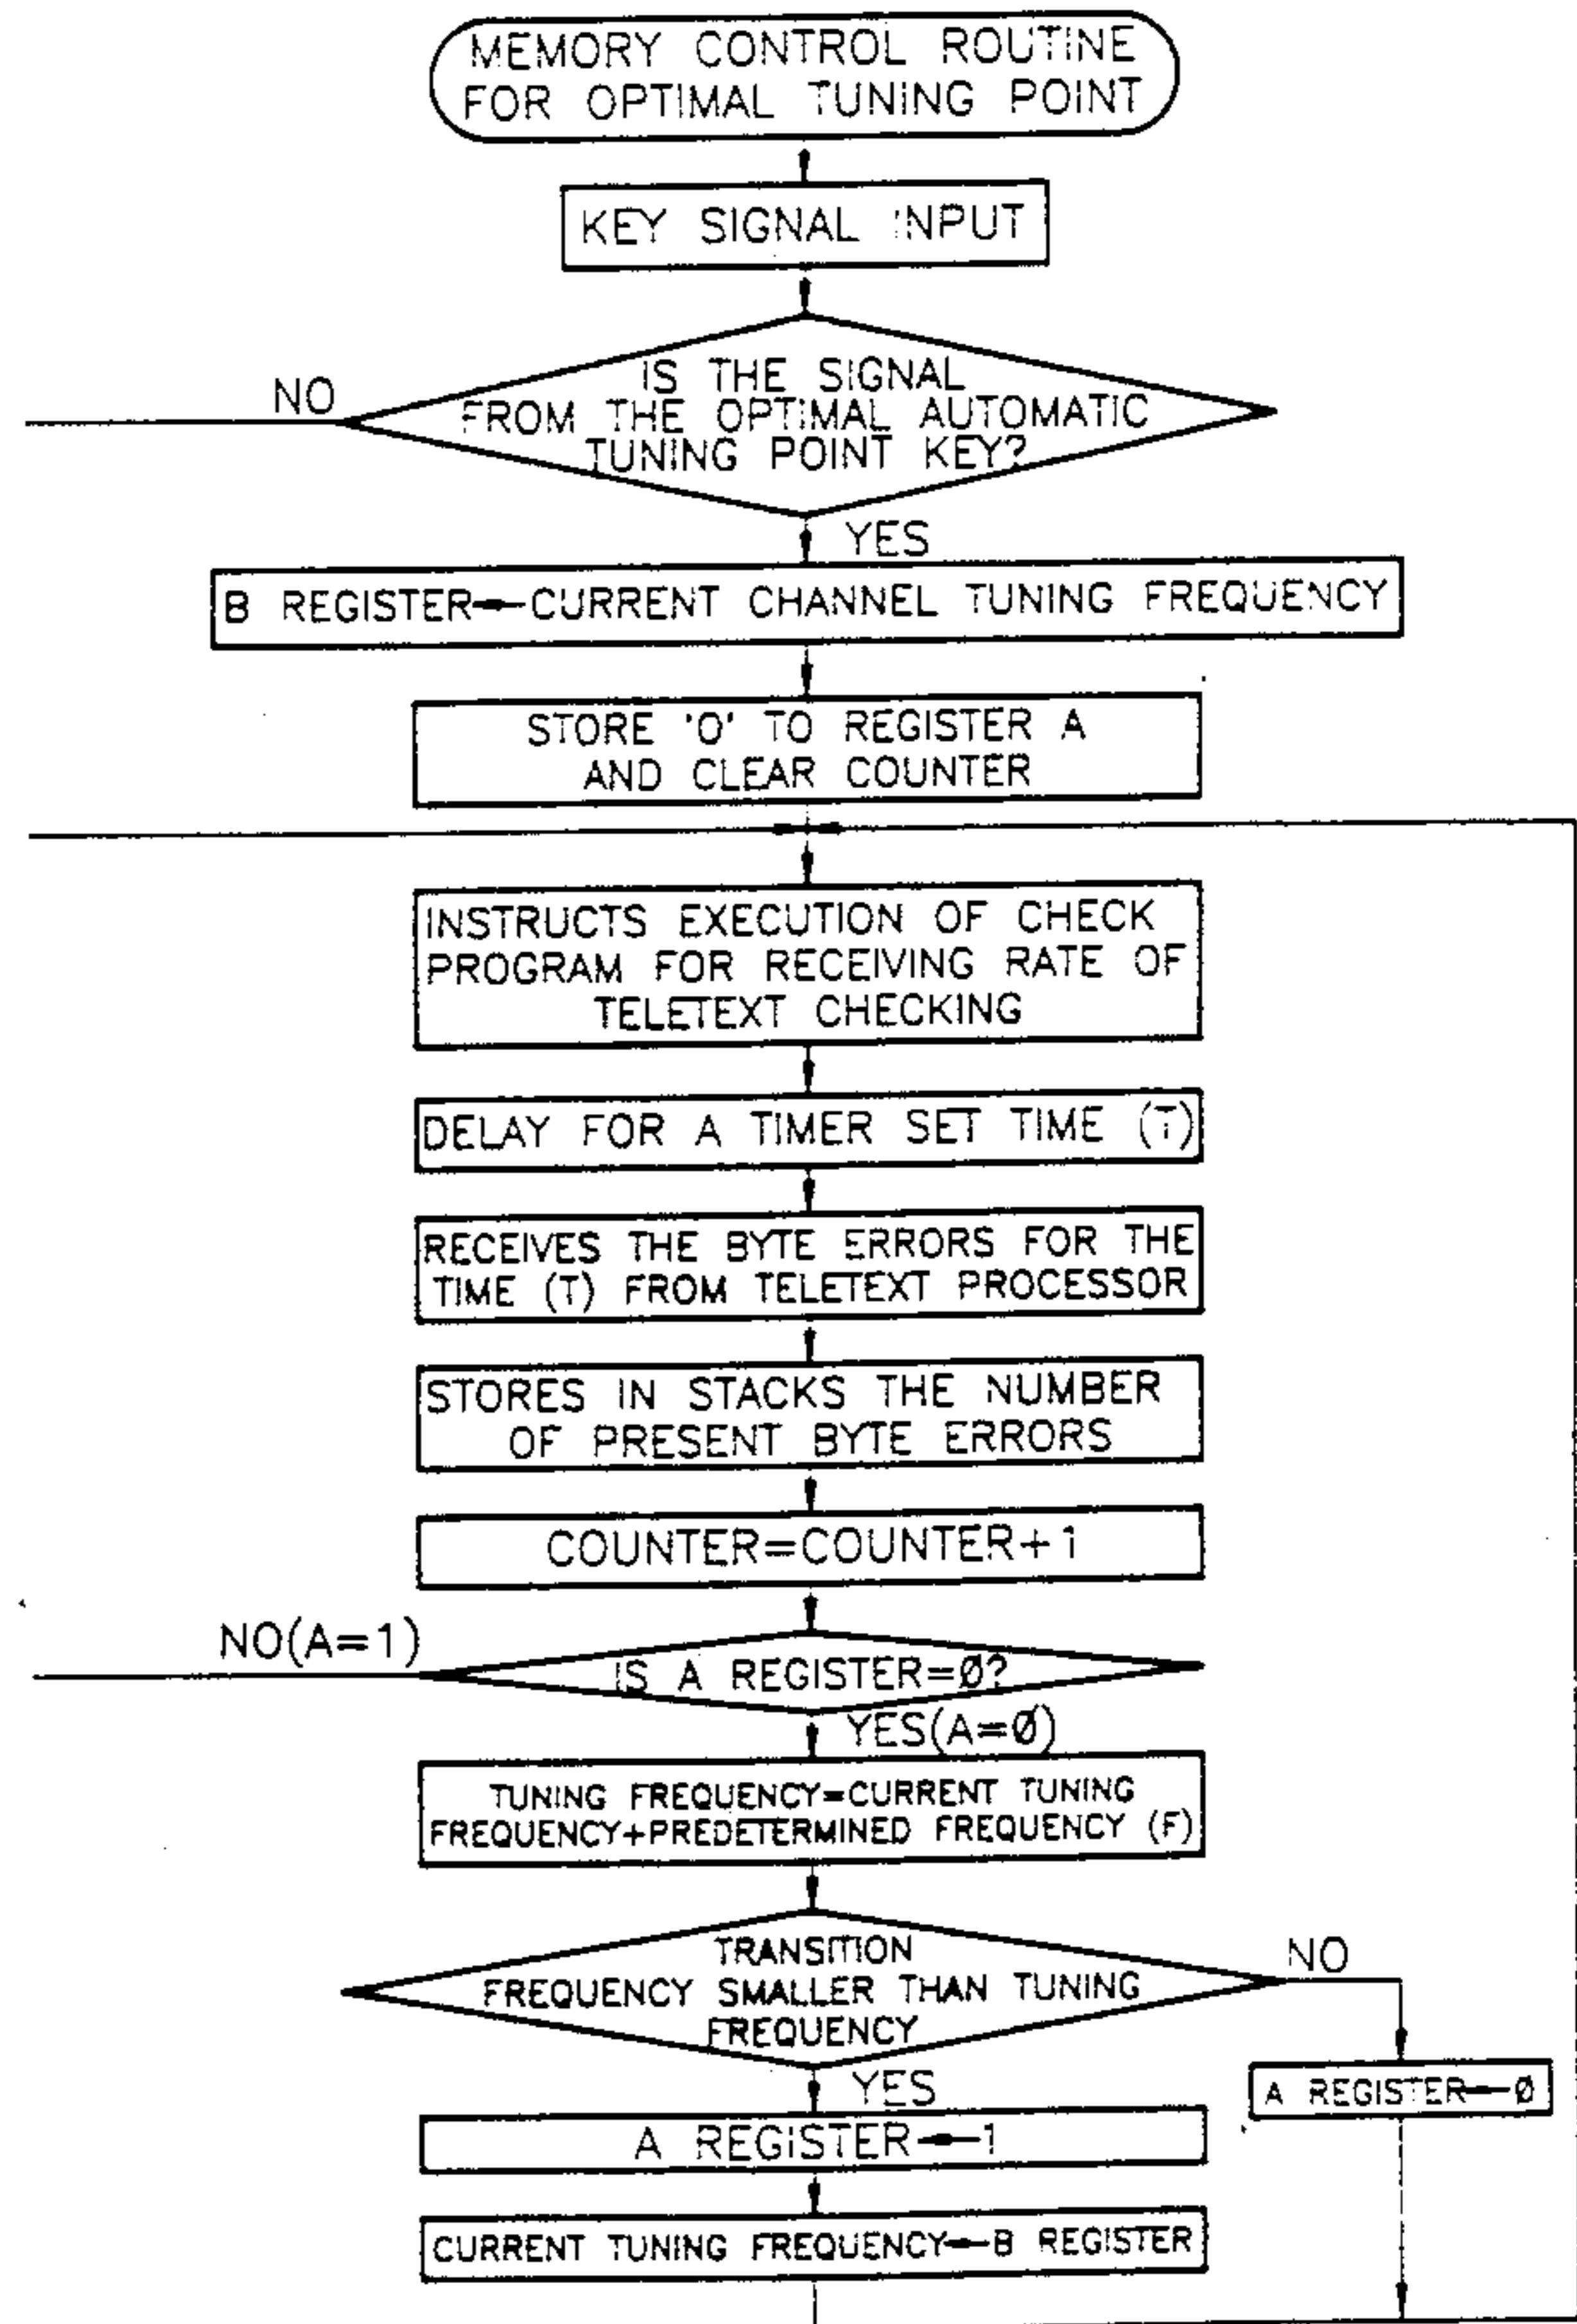 MEMORY CONTROL ROUTINE
FOR OPTIMAL TUNING POINT
KEY SIGNAL INPUT
IS THE SIGNAL
FROM THE OPTIMAL AUTOMATIC
TUNING POINT KEY?
NO
YES
B REGISTER←CURRENT CHANNEL TUNING FREQUENCY
STORE 'O' TO REGISTER A
AND CLEAR COUNTER
INSTRUCTS EXECUTION OF CHECK
PROGRAM FOR RECEIVING RATE OF
TELETEXT CHECKING
DELAY FOR A TIMER SET TIME (T)
RECEIVES THE BYTE ERRORS FOR THE
TIME (T) FROM TELETEXT PROCESSOR
STORES IN STACKS THE NUMBER
OF PRESENT BYTE ERRORS
COUNTER=COUNTER+1
NO(A=1)
IS A REGISTER=Ø?
YES(A=Ø)
TUNING FREQUENCY=CURRENT TUNING
FREQUENCY+PREDETERMINED FREQUENCY (F)
TRANSITION
FREQUENCY SMALLER THAN TUNING
FREQUENCY
NO
YES
A REGISTER←Ø
A REGISTER←1
CURRENT TUNING FREQUENCY←B REGISTER